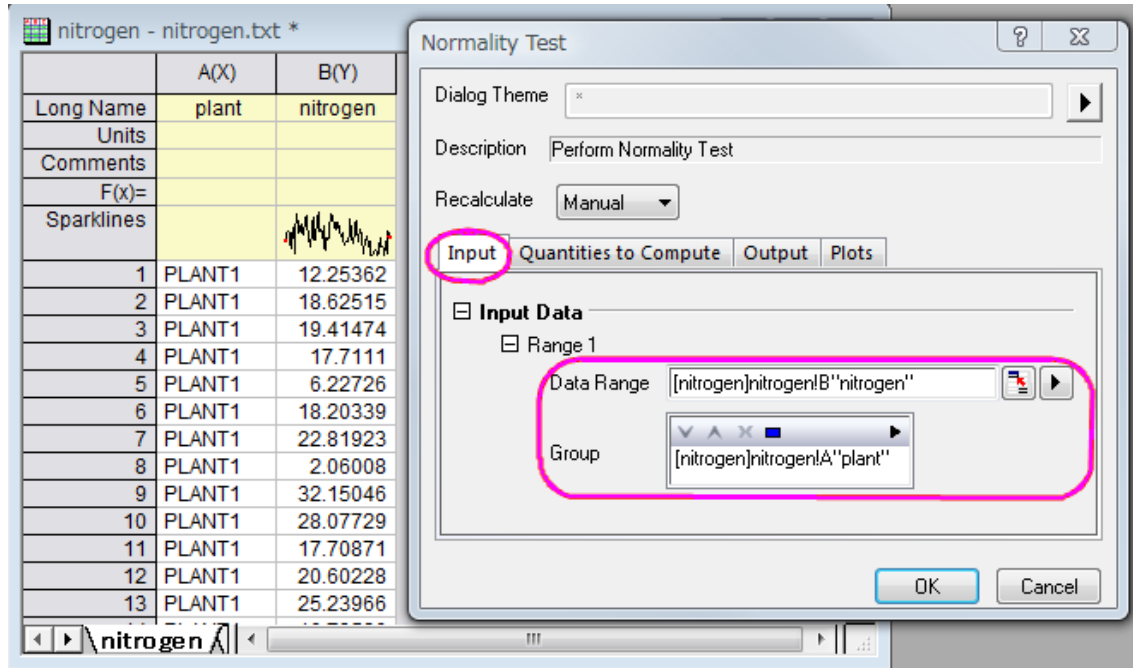 nitrogen - nitrogen.txt *
A(X) B(Y)
Long Name plant nitrogen
Units
Comments
F(x)=
Sparklines
1 PLANT1 12.25362
2 PLANT1 18.62515
3 PLANT1 19.41474
4 PLANT1 17.7111
5 PLANT1 6.22726
6 PLANT1 18.20339
7 PLANT1 22.81923
8 PLANT1 2.06008
9 PLANT1 32.15046
10 PLANT1 28.07729
11 PLANT1 17.70871
12 PLANT1 20.60228
13 PLANT1 25.23966
nitrogen
Normality Test
Dialog Theme *
Description Perform Normality Test
Recalculate Manual
Input Quantities to Compute Output Plots
Input Data
Range 1
Data Range [nitrogen]nitrogen!B"nitrogen"
Group [nitrogen]nitrogen!A"plant"
OK Cancel